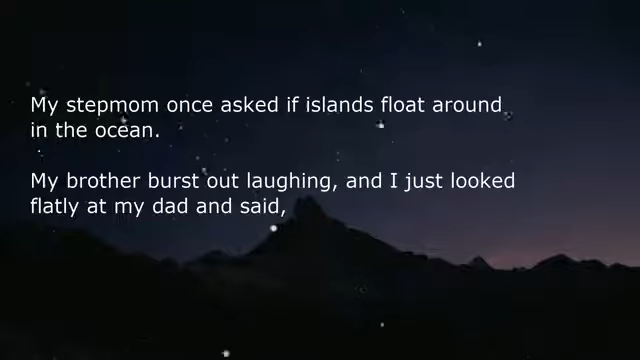 My stepmom once asked if islands float around
in the ocean.
My brother burst out laughing, and I just looked
flatly at my dad and said,